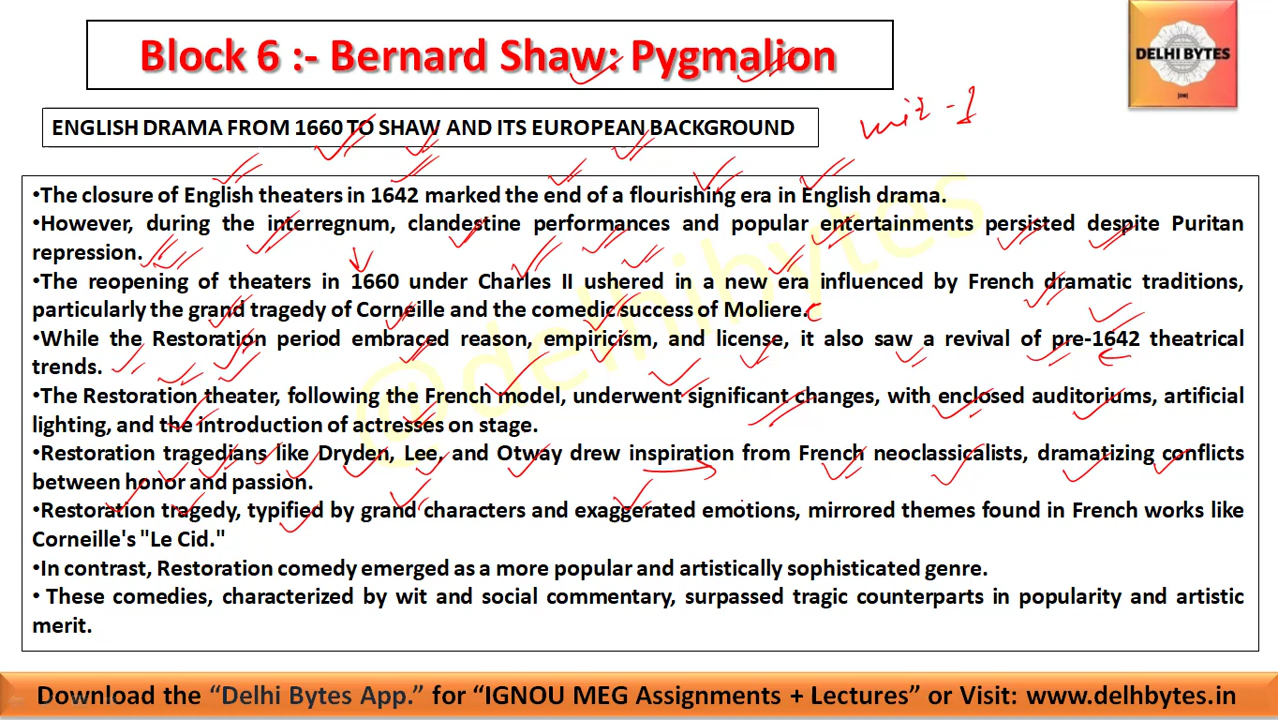 Block 6 :- Bernard Shaw: Pygmalion
DELHI BYTES
ENGLISH DRAMA FROM 1660 TO SHAW AND ITS EUROPEAN BACKGROUND
unit -1
•The closure of English theaters in 1642 marked the end of a flourishing era in English drama.
•However, during the interregnum, clandestine performances and popular entertainments persisted despite Puritan
repression.
•The reopening of theaters in 1660 under Charles II ushered in a new era influenced by French dramatic traditions,
particularly the grand tragedy of Corneille and the comedic success of Moliere.
•While the Restoration period embraced reason, empiricism, and license, it also saw a revival of pre-1642 theatrical
trends.
•The Restoration theater, following the French model, underwent significant changes, with enclosed auditoriums, artificial
lighting, and the introduction of actresses on stage.
•Restoration tragedians like Dryden, Lee, and Otway drew inspiration from French neoclassicalists, dramatizing conflicts
between honor and passion.
•Restoration tragedy, typified by grand characters and exaggerated emotions, mirrored themes found in French works like
Corneille's "Le Cid."
•In contrast, Restoration comedy emerged as a more popular and artistically sophisticated genre.
• These comedies, characterized by wit and social commentary, surpassed tragic counterparts in popularity and artistic
merit.
@delhibytes
Download the “Delhi Bytes App.” for “IGNOU MEG Assignments + Lectures” or Visit: www.delhbytes.in